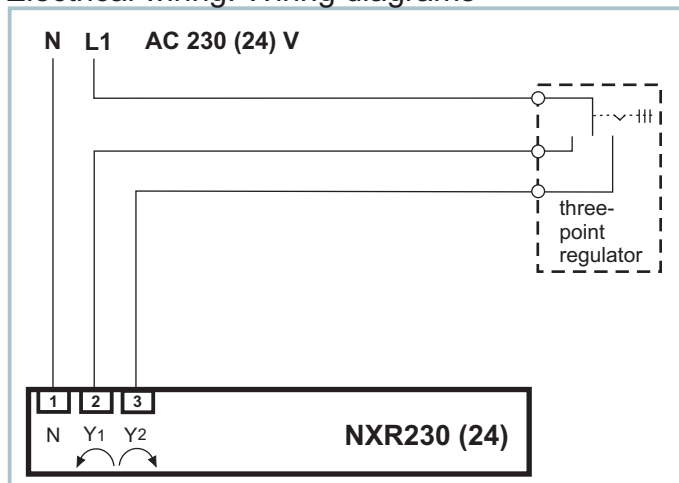 Electrical wiring: Wiring diagrams
N L1 AC 230 (24) V
three-
point
regulator
1 2 3
N Y1 Y2
NXR230 (24)